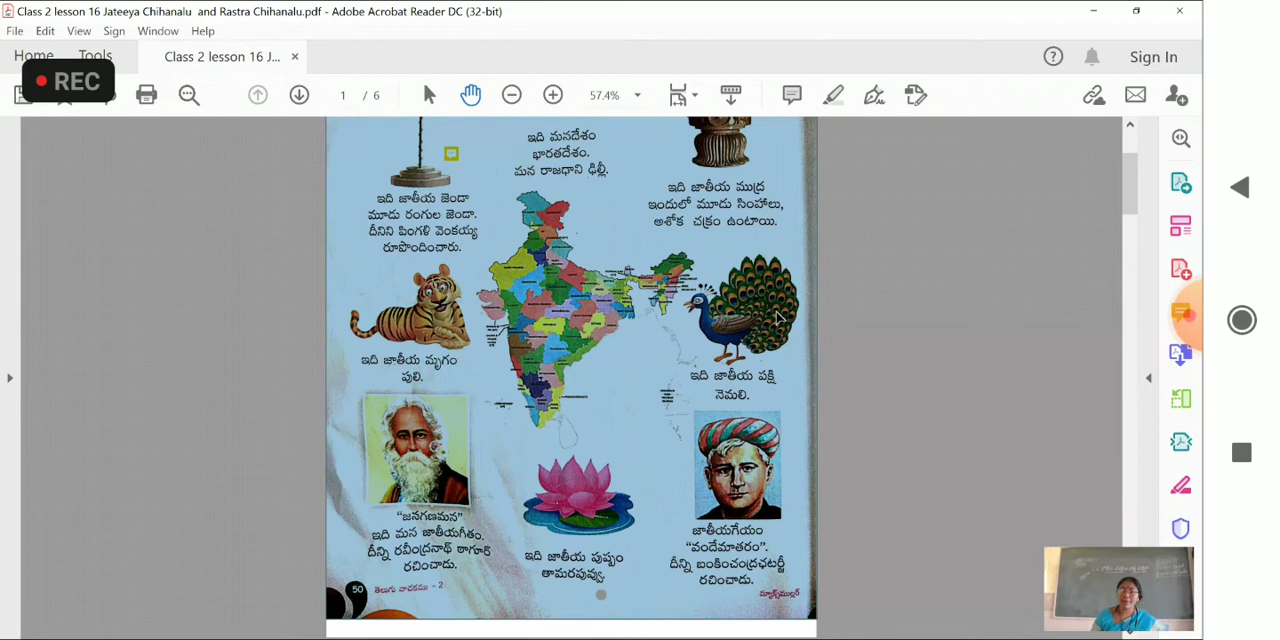 Class 2 lesson 16 Jateeya Chihanalu and Rastra Chihanalu.pdf - Adobe Acrobat Reader DC (32-bit)
File Edit View Sign Window Help
Home Tools Class 2 lesson 16 J... Sign In
REC
1 / 6 57.4%
ఇది మనదేశం
భారతదేశం.
మన రాజధాని ఢిల్లీ.
ఇది జాతీయ జెండా
మూడు రంగుల జెండా.
దీనిని పింగళి వెంకయ్య
రూపొందించారు.
ఇది జాతీయ ముద్ర
ఇందులో మూడు సింహాలు,
అశోక చక్రం ఉంటాయి.
ఇది జాతీయ మృగం
పులి.
ఇది జాతీయ పక్షి
నెమలి.
"జనగణమన"
ఇది మన జాతీయగీతం.
దీన్ని రవీంద్రనాథ్ ఠాగూర్
రచించాడు.
ఇది జాతీయ పుష్పం
తామరపువ్వు.
జాతీయగేయం
"వందేమాతరం".
దీన్ని బంకించంద్రఛటర్జీ
రచించాడు.
50 తెలుగు వాచకము - 2
మ్యాక్స్‌ముల్లర్